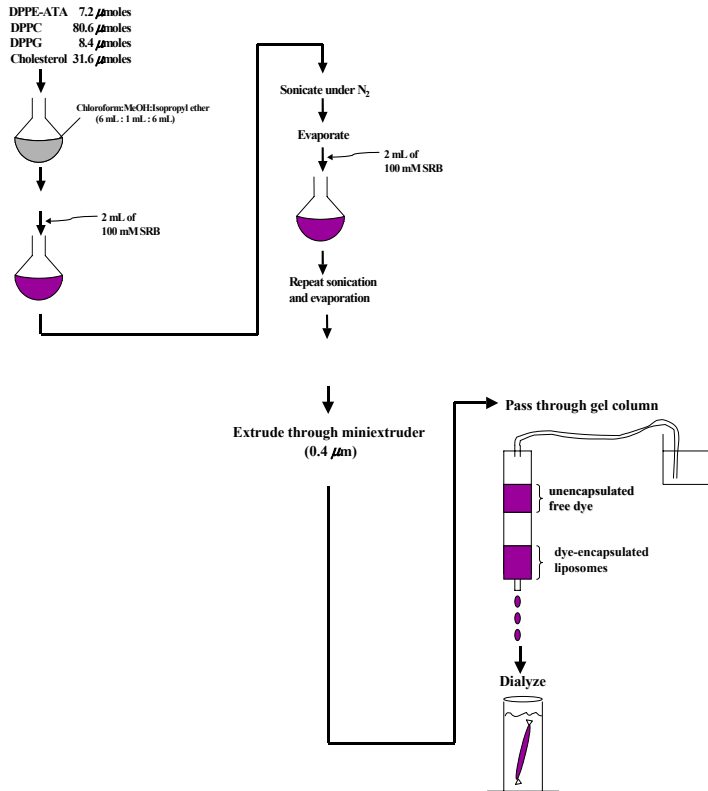 DPPE-ATA 7.2 μmoles
DPPC 80.6 μmoles
DPPG 8.4 μmoles
Cholesterol 31.6 μmoles
Chloroform:MeOH:Isopropyl ether
(6 mL : 1 mL : 6 mL)
2 mL of
100 mM SRB
Sonicate under N₂
Evaporate
2 mL of
100 mM SRB
Repeat sonication
and evaporation
Extrude through miniextruder
(0.4 μm)
Pass through gel column
unencapsulated
free dye
dye-encapsulated
liposomes
Dialyze